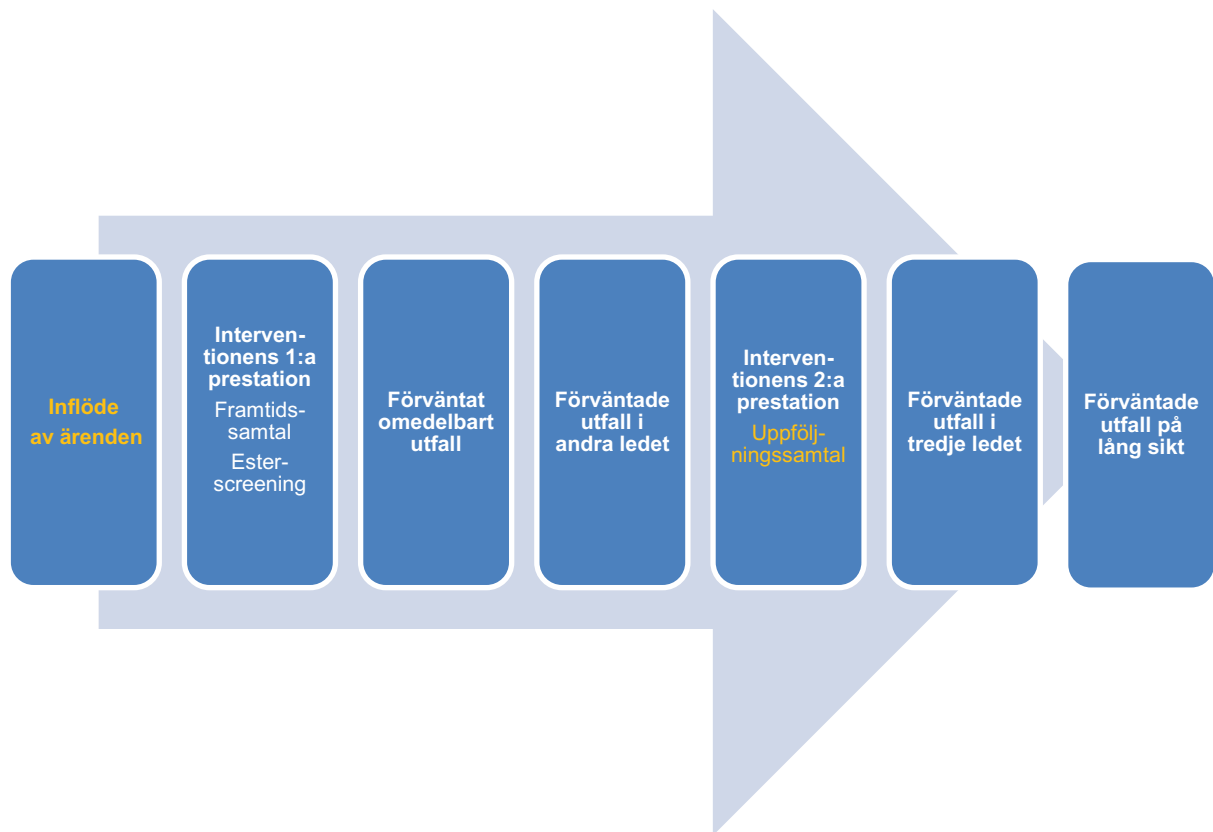 Inflöde
av ärenden
Interven-
tionens 1:a
prestation
Framtids-
samtal
Ester-
screening
Förväntat
omedelbart
utfall
Förväntade
utfall i
andra ledet
Interven-
tionens 2:a
prestation
Uppfölj-
ningssamtal
Förväntade
utfall i
tredje ledet
Förväntade
utfall på
lång sikt